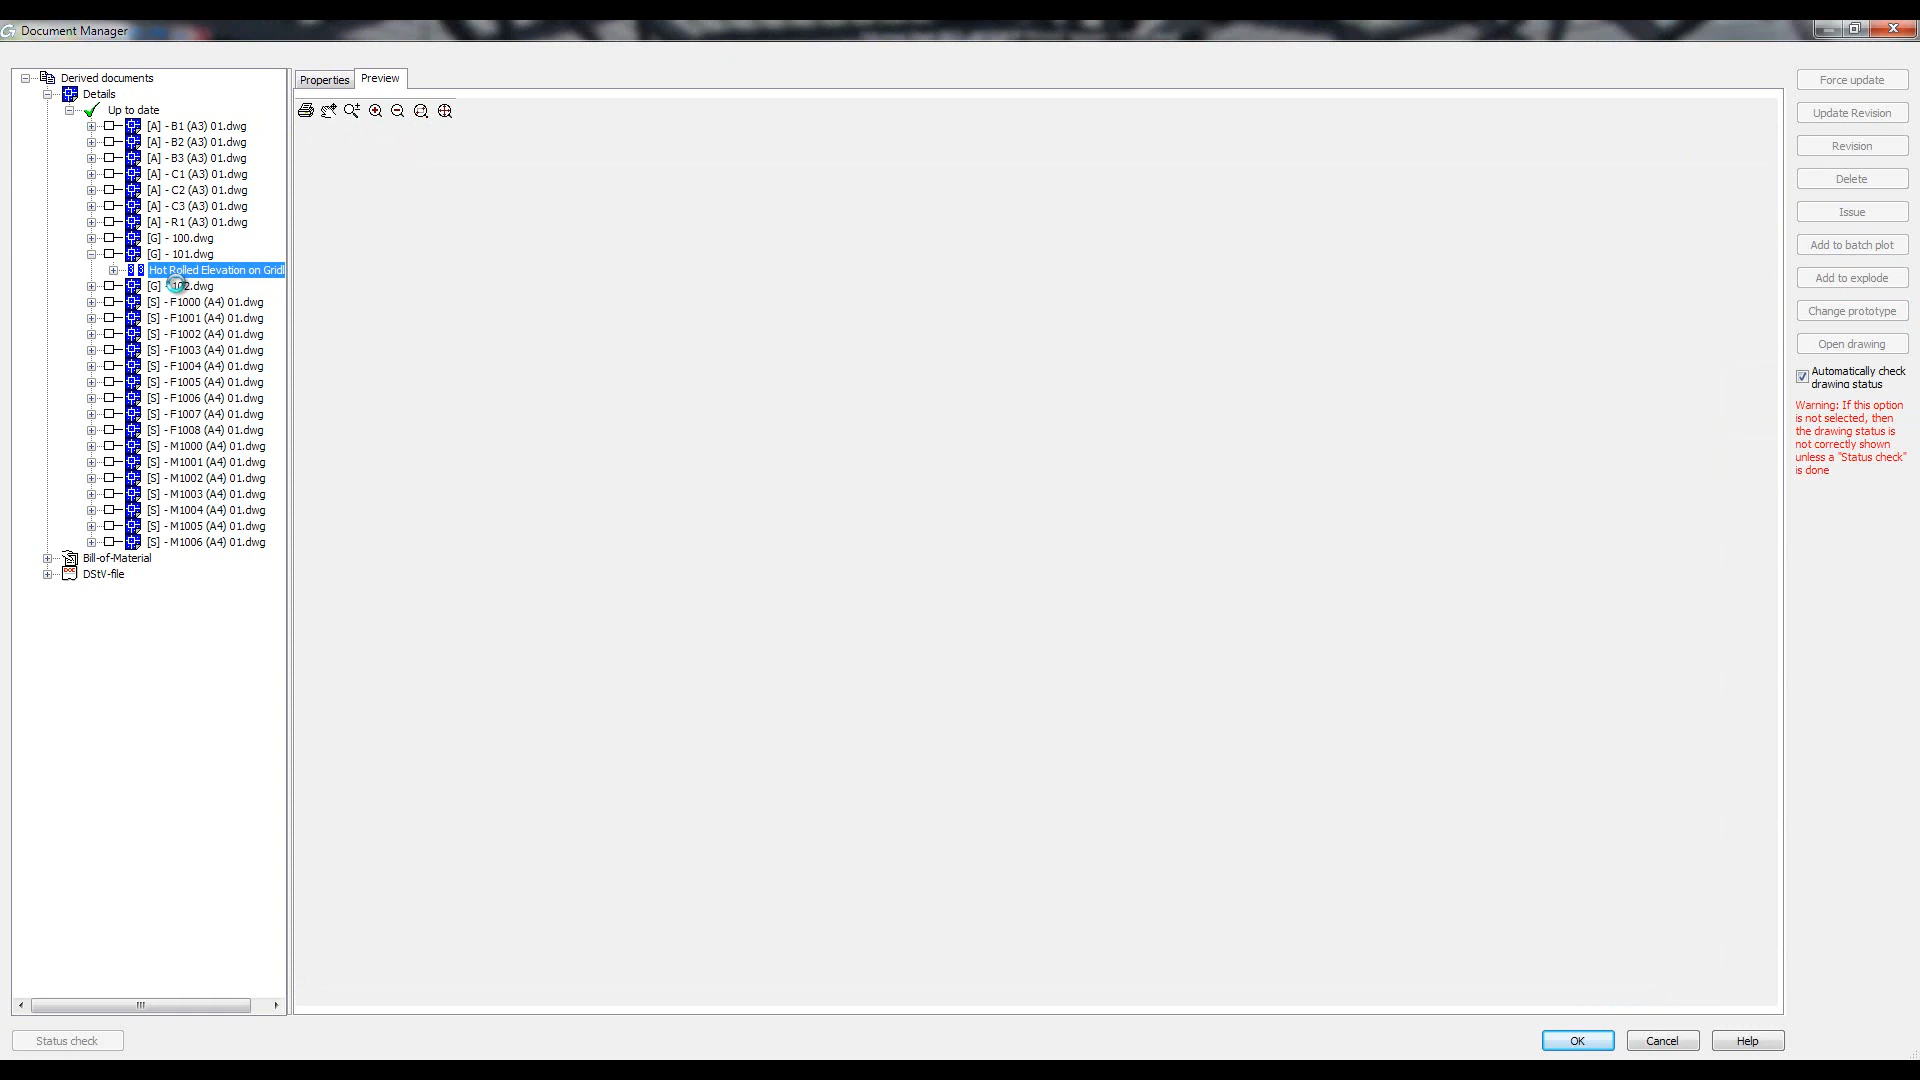 Document Manager
Derived documents
Details
Up to date
[A] - B1 (A3) 01.dwg
[A] - B2 (A3) 01.dwg
[A] - B3 (A3) 01.dwg
[A] - C1 (A3) 01.dwg
[A] - C2 (A3) 01.dwg
[A] - C3 (A3) 01.dwg
[A] - R1 (A3) 01.dwg
[G] - 100.dwg
[G] - 101.dwg
Hot Rolled Elevation on Gridl
[G] - 102.dwg
[S] - F1000 (A4) 01.dwg
[S] - F1001 (A4) 01.dwg
[S] - F1002 (A4) 01.dwg
[S] - F1003 (A4) 01.dwg
[S] - F1004 (A4) 01.dwg
[S] - F1005 (A4) 01.dwg
[S] - F1006 (A4) 01.dwg
[S] - F1007 (A4) 01.dwg
[S] - F1008 (A4) 01.dwg
[S] - M1000 (A4) 01.dwg
[S] - M1001 (A4) 01.dwg
[S] - M1002 (A4) 01.dwg
[S] - M1003 (A4) 01.dwg
[S] - M1004 (A4) 01.dwg
[S] - M1005 (A4) 01.dwg
[S] - M1006 (A4) 01.dwg
Bill-of-Material
DStV-file
Status check
Properties
Preview
Force update
Update Revision
Revision
Delete
Issue
Add to batch plot
Add to explode
Change prototype
Open drawing
Automatically check
drawing status
Warning: If this option
is not selected, then
the drawing status is
not correctly shown
unless a "Status check"
is done
OK
Cancel
Help